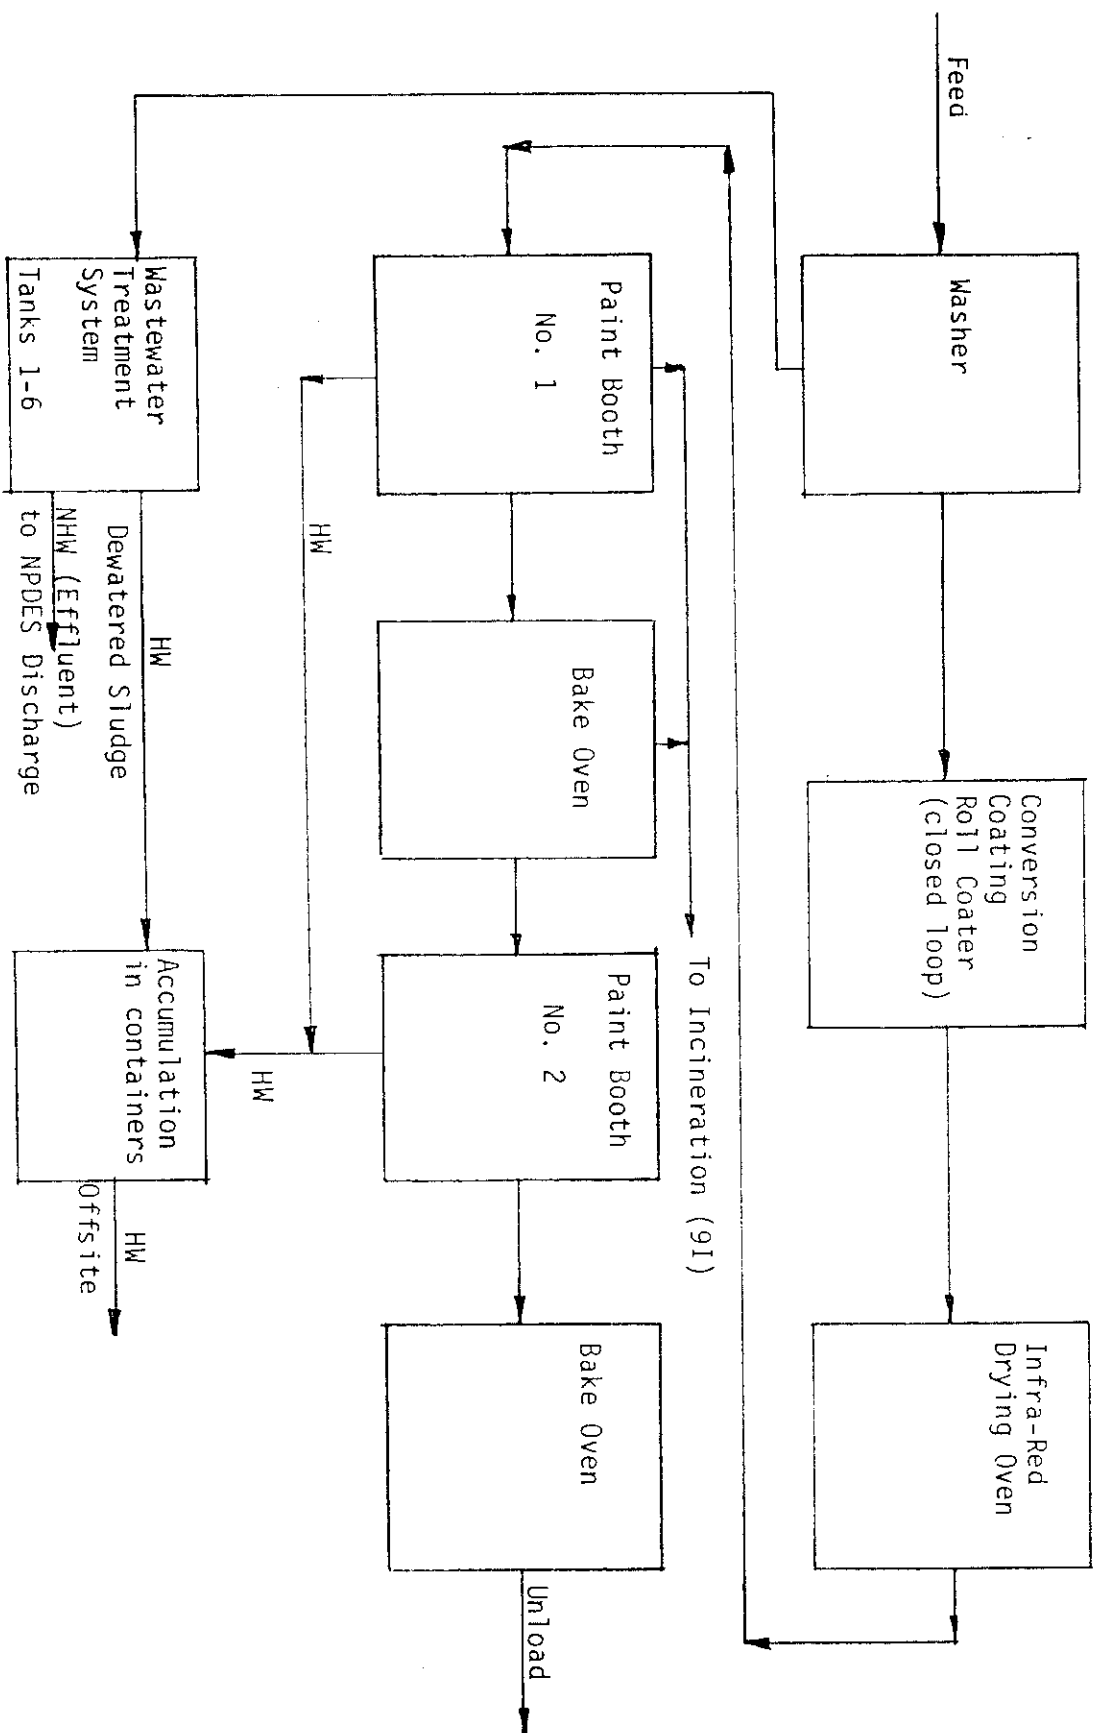 Feed
Washer
Conversion
Coating
Roll Coater
(closed loop)
Infra-Red
Drying Oven
To Incineration (9I)
Paint Booth
No. 1
Bake Oven
Paint Booth
No. 2
Bake Oven
Unload
HW
HW
Wastewater
Treatment
System
Tanks 1-6
HW
Dewatered Sludge
NHW (Effluent)
to NPDES Discharge
Accumulation
in containers
HW
Offsite